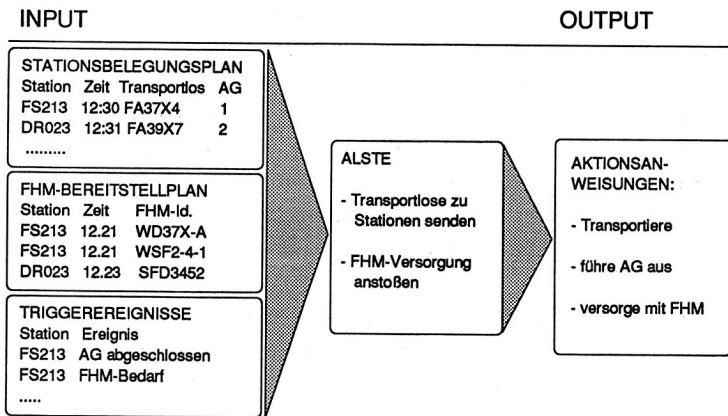 INPUT
OUTPUT
STATIONSBELEGUNGSPLAN
Station Zeit Transportlos AG
FS213 12:30 FA37X4 1
DR023 12:31 FA39X7 2
.........
FHM-BEREITSTELLPLAN
Station Zeit FHM-Id.
FS213 12.21 WD37X-A
FS213 12.21 WSF2-4-1
DR023 12.23 SFD3452
TRIGGEREREIGNISSE
Station Ereignis
FS213 AG abgeschlossen
FS213 FHM-Bedarf
.....
ALSTE
- Transportlose zu
Stationen senden
- FHM-Versorgung
anstoßen
AKTIONSAN-
WEISUNGEN:
- Transportiere
- führe AG aus
- versorge mit FHM